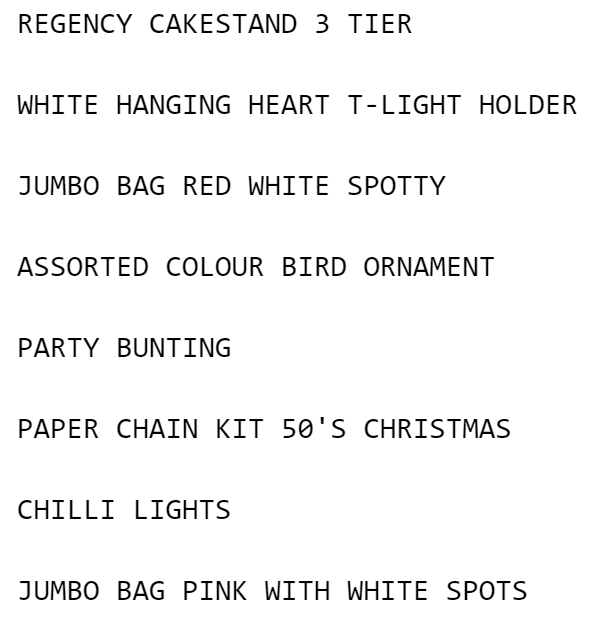 REGENCY CAKESTAND 3 TIER
WHITE HANGING HEART T-LIGHT HOLDER
JUMBO BAG RED WHITE SPOTTY
ASSORTED COLOUR BIRD ORNAMENT
PARTY BUNTING
PAPER CHAIN KIT 50'S CHRISTMAS
CHILLI LIGHTS
JUMBO BAG PINK WITH WHITE SPOTS